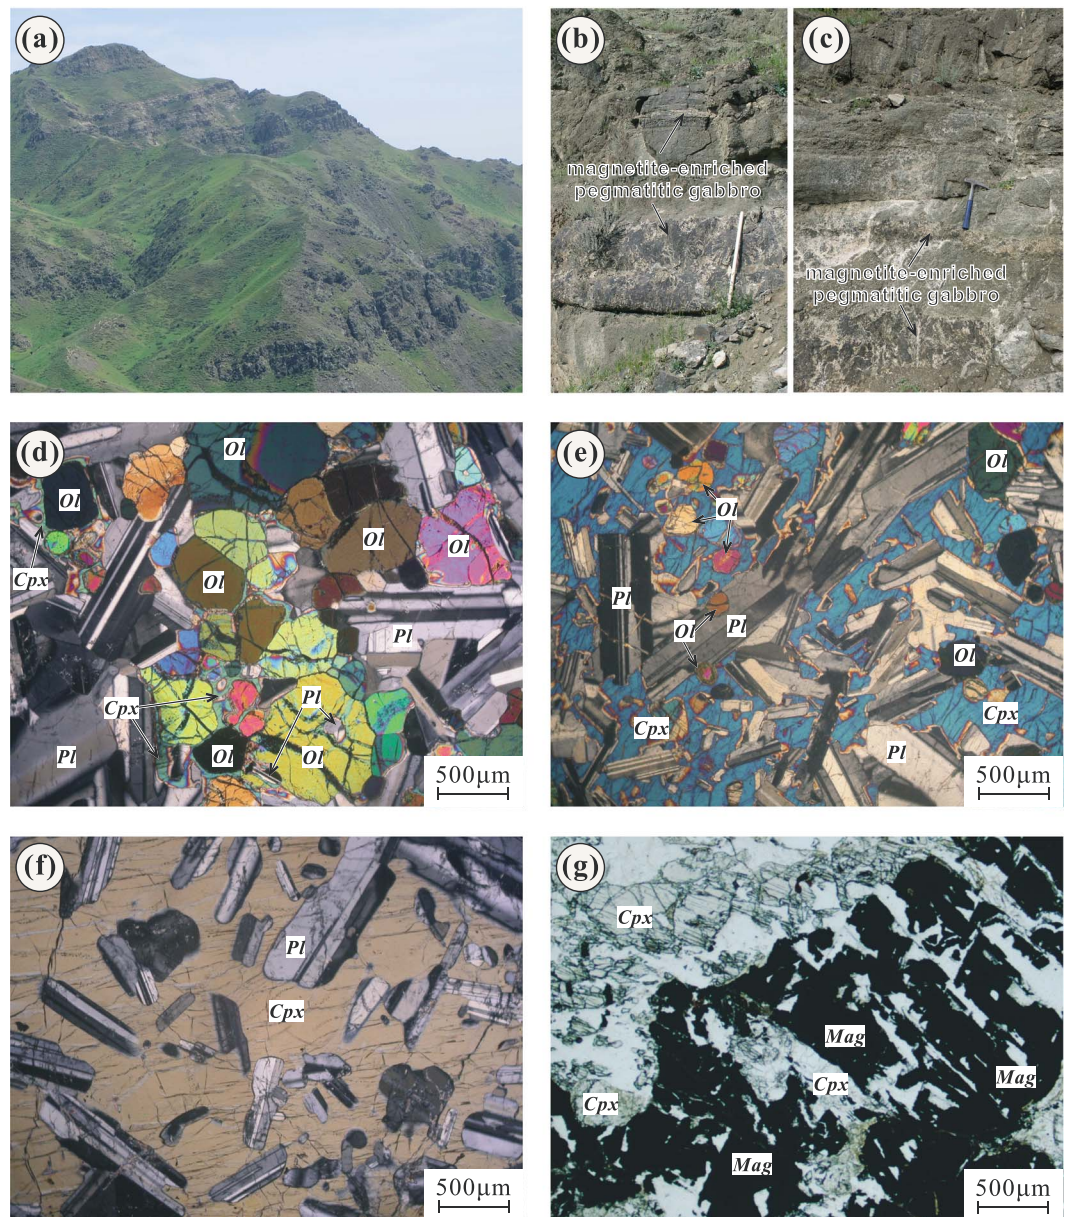 (a)
(b)
magnetite-enriched
pegmatitic gabbro
(c)
magnetite-enriched
pegmatitic gabbro
(d)
Ol
Ol
Ol
Ol
Cpx
Ol
Pl
Cpx
Pl
Pl
Ol
Ol
500μm
(e)
Ol
Ol
Pl
Ol
Pl
Ol
Cpx
Cpx
Pl
500μm
(f)
Pl
Cpx
500μm
(g)
Cpx
Mag
Mag
Cpx
Cpx
Mag
500μm